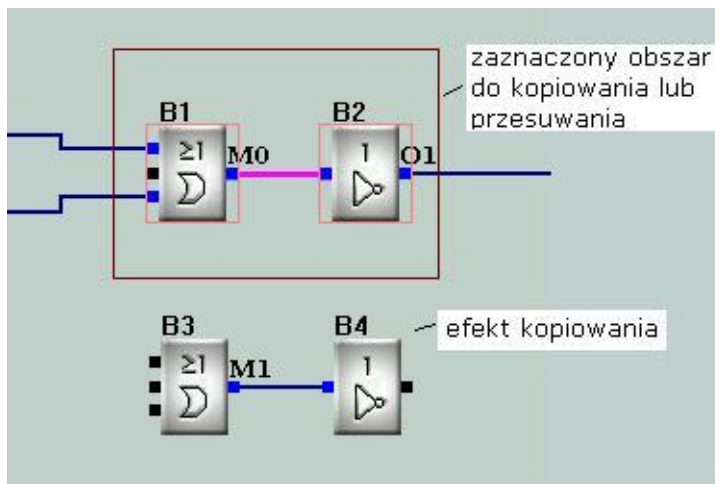 zaznaczony obszar
do kopiowania lub
przesuwania
B1
B2
≥1
M0
1
O1
B3
B4
efekt kopiowania
≥1
M1
1